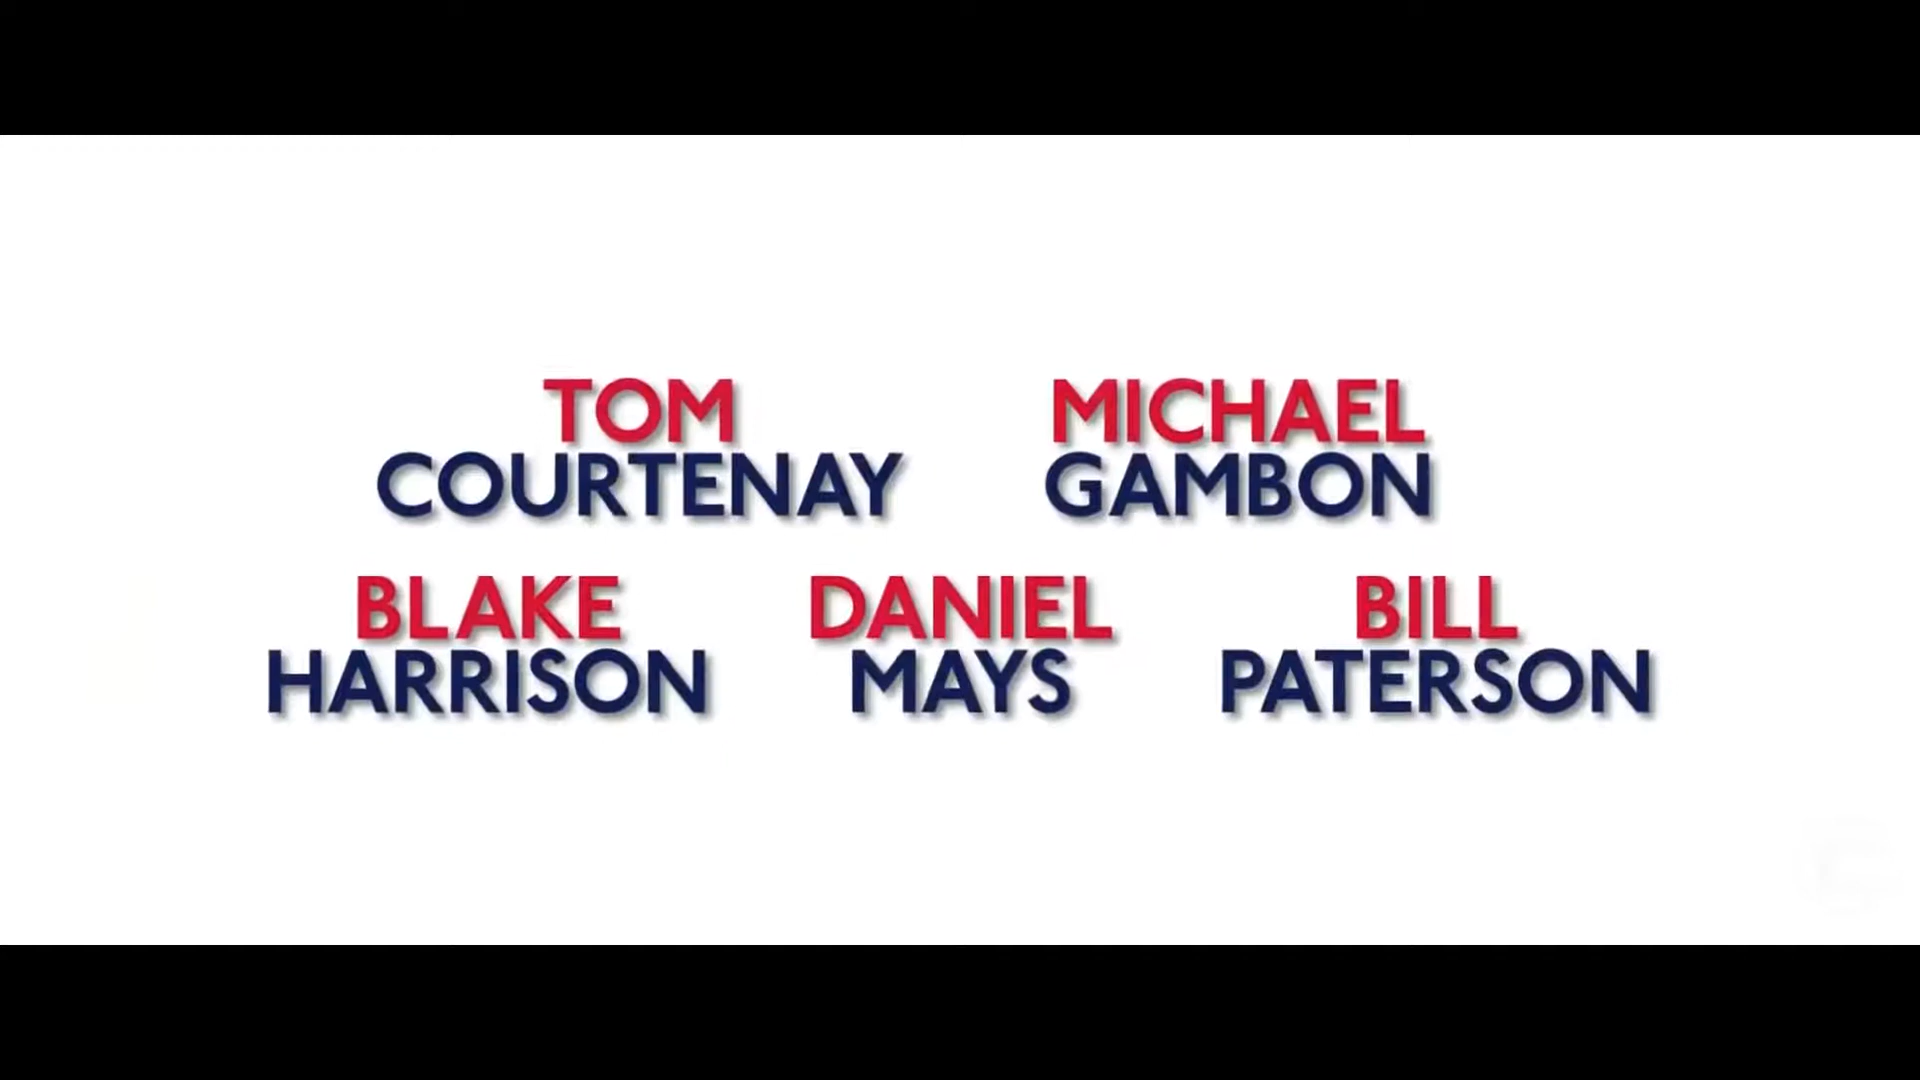 TOM MICHAEL
COURTENAY GAMBON
BLAKE DANIEL BILL
HARRISON MAYS PATERSON